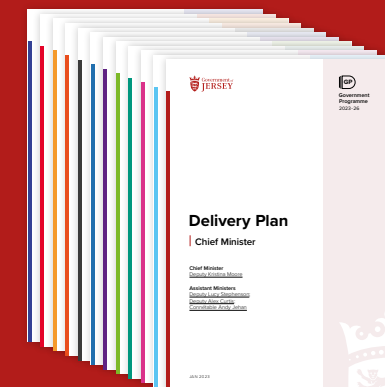 Government of
JERSEY
GP
Government
Programme
2023-26
Delivery Plan
Chief Minister
Chief Minister
Deputy Kristina Moore
Assistant Ministers
Deputy Lucy Stephenson
Deputy Alex Curtis
Connétable Andy Jehan
JAN 2023